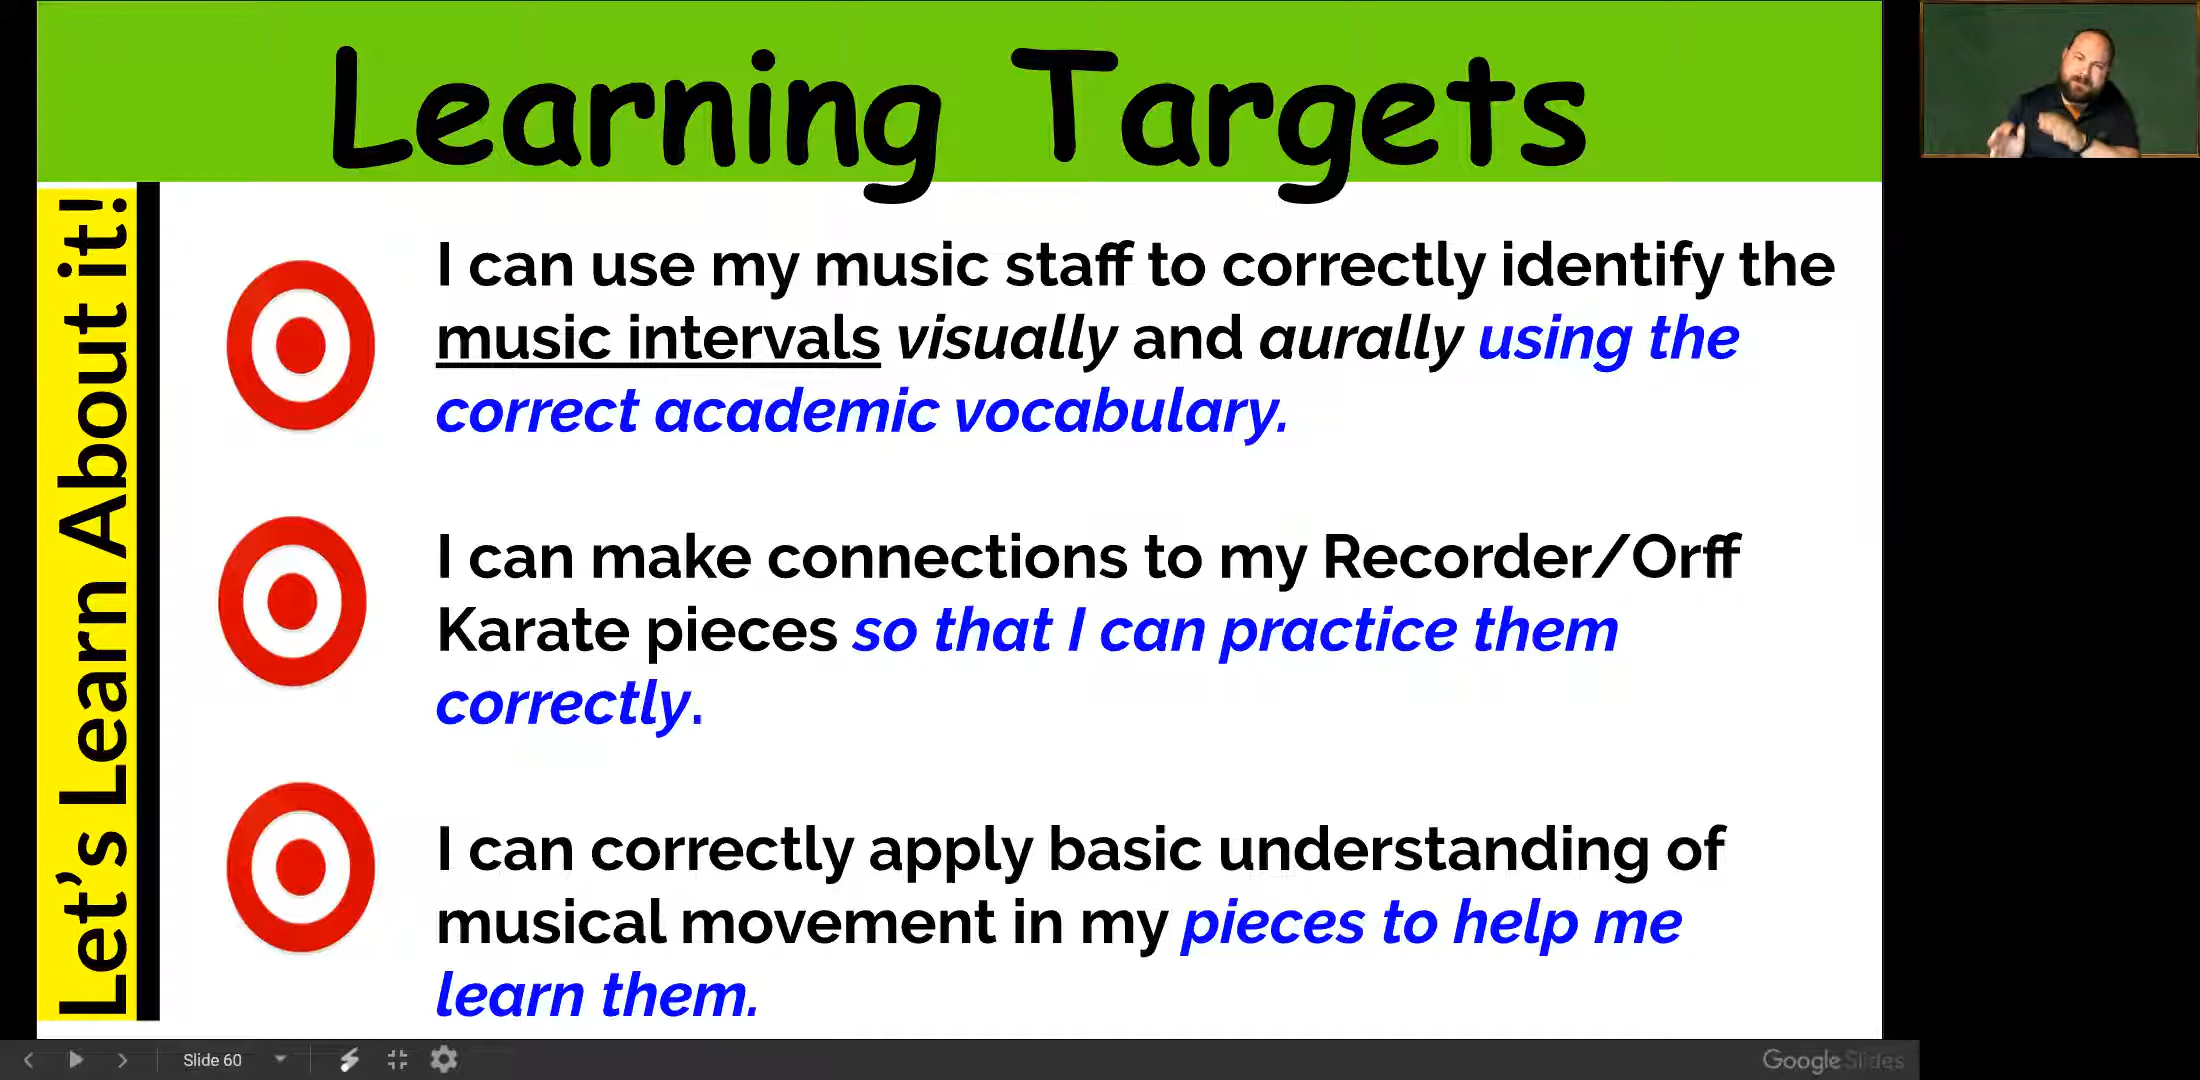 Learning Targets
Let's Learn About it!
I can use my music staff to correctly identify the
music intervals visually and aurally using the
correct academic vocabulary.
I can make connections to my Recorder/Orff
Karate pieces so that I can practice them
correctly.
I can correctly apply basic understanding of
musical movement in my pieces to help me
learn them.
Slide 60
Google Slides